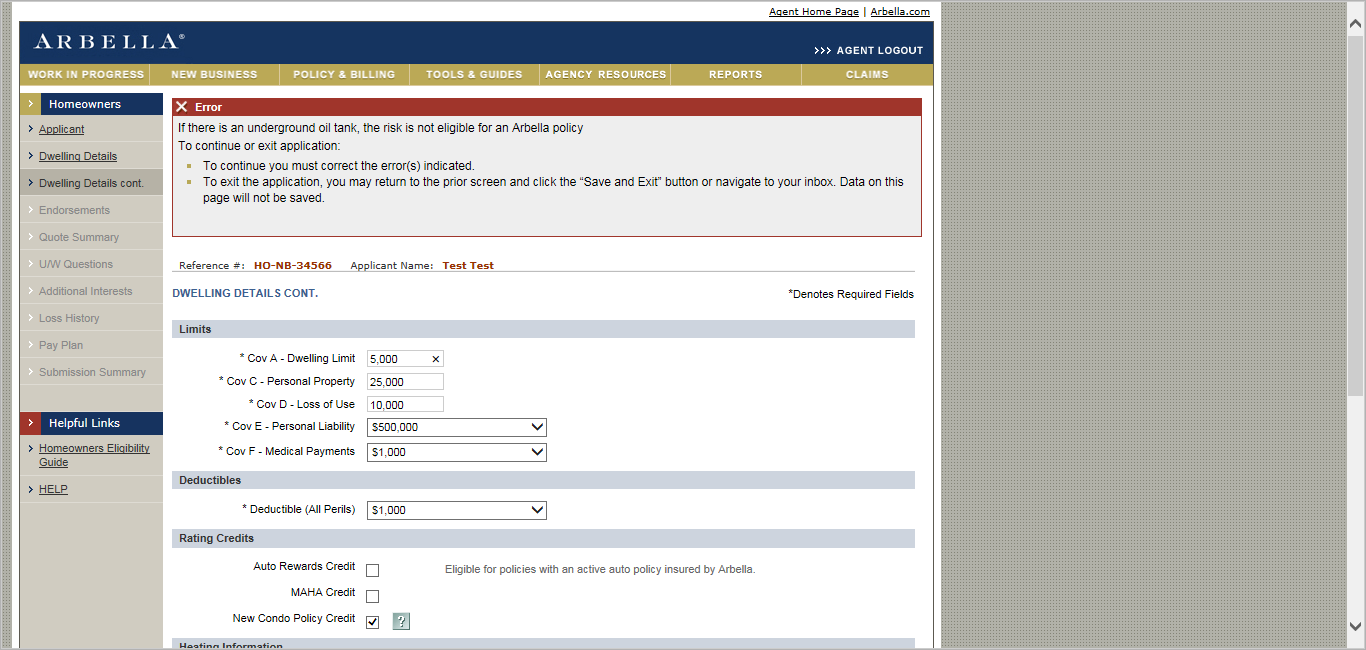 Agent Home Page | Arbella.com
ARBELLA®
>>> AGENT LOGOUT
WORK IN PROGRESS NEW BUSINESS POLICY & BILLING TOOLS & GUIDES AGENCY RESOURCES REPORTS CLAIMS
Homeowners
Applicant
Dwelling Details
Dwelling Details cont.
Endorsements
Quote Summary
U/W Questions
Additional Interests
Loss History
Pay Plan
Submission Summary
Helpful Links
Homeowners Eligibility
Guide
HELP
Error
If there is an underground oil tank, the risk is not eligible for an Arbella policy
To continue or exit application:
To continue you must correct the error(s) indicated.
To exit the application, you may return to the prior screen and click the “Save and Exit” button or navigate to your inbox. Data on this
page will not be saved.
Reference #: HO-NB-34566 Applicant Name: Test Test
DWELLING DETAILS CONT. *Denotes Required Fields
Limits
* Cov A - Dwelling Limit 5,000 ×
* Cov C - Personal Property 25,000
* Cov D - Loss of Use 10,000
* Cov E - Personal Liability $500,000
* Cov F - Medical Payments $1,000
Deductibles
* Deductible (All Perils) $1,000
Rating Credits
Auto Rewards Credit Eligible for policies with an active auto policy insured by Arbella.
MAHA Credit
New Condo Policy Credit ?
Heating Information